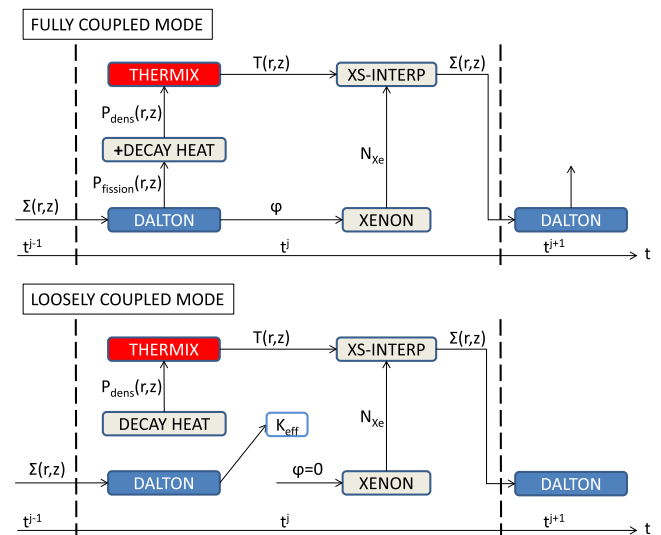 FULLY COUPLED MODE
THERMIX
T(r,z)
XS-INTERP
Σ(r,z)
P_dens(r,z)
+DECAY HEAT
N_Xe
P_fission(r,z)
Σ(r,z)
DALTON
φ
XENON
DALTON
t^j-1
t^j
t^j+1
t
LOOSELY COUPLED MODE
THERMIX
T(r,z)
XS-INTERP
Σ(r,z)
P_dens(r,z)
DECAY HEAT
K_eff
N_Xe
Σ(r,z)
DALTON
φ=0
XENON
DALTON
t^j-1
t^j
t^j+1
t